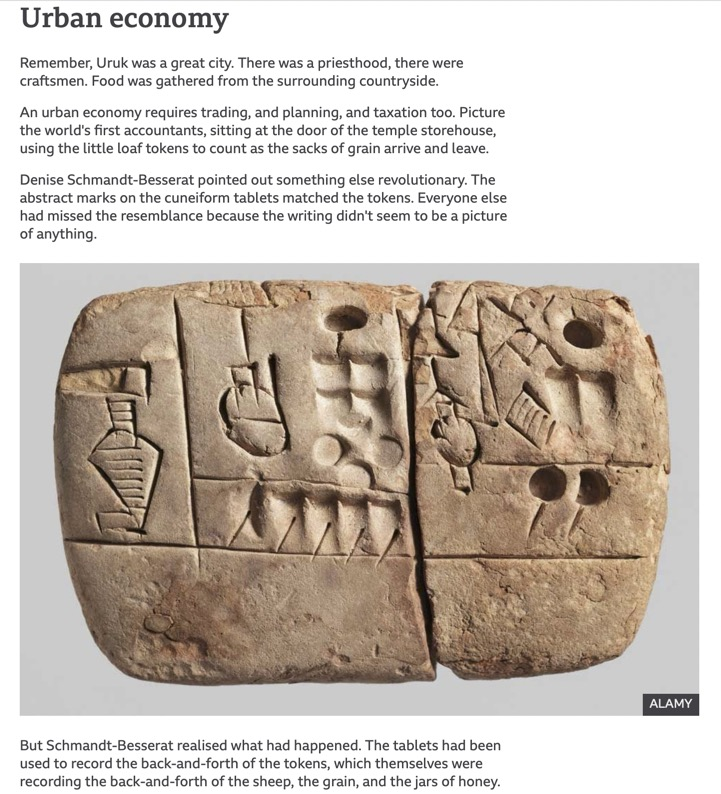 Urban economy
Remember, Uruk was a great city. There was a priesthood, there were
craftsmen. Food was gathered from the surrounding countryside.
An urban economy requires trading, and planning, and taxation too. Picture
the world's first accountants, sitting at the door of the temple storehouse,
using the little loaf tokens to count as the sacks of grain arrive and leave.
Denise Schmandt-Besserat pointed out something else revolutionary. The
abstract marks on the cuneiform tablets matched the tokens. Everyone else
had missed the resemblance because the writing didn't seem to be a picture
of anything.
ALAMY
But Schmandt-Besserat realised what had happened. The tablets had been
used to record the back-and-forth of the tokens, which themselves were
recording the back-and-forth of the sheep, the grain, and the jars of honey.